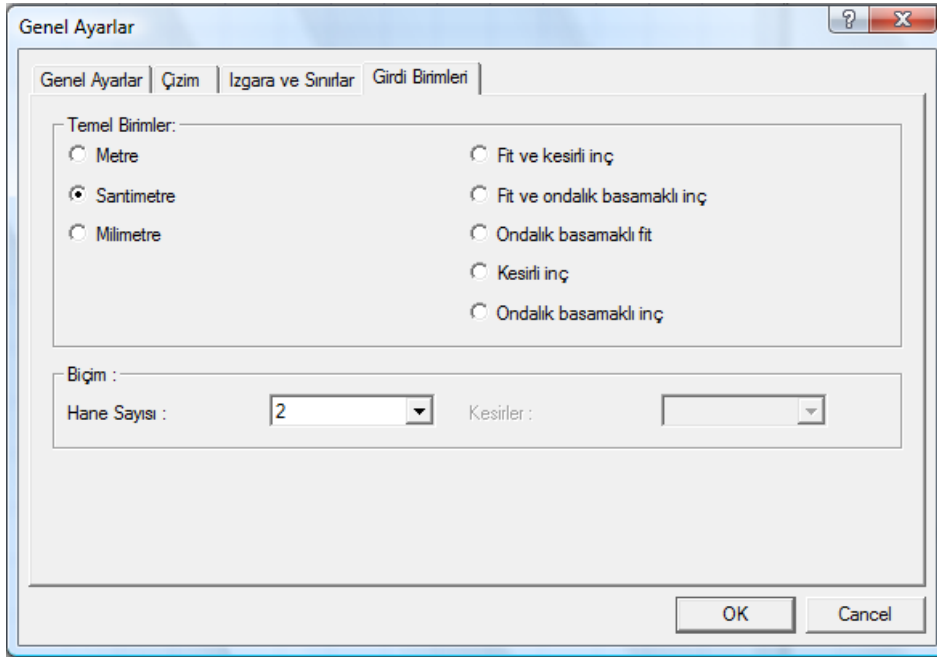 Genel Ayarlar
Genel Ayarlar Çizim Izgara ve Sınırlar Girdi Birimleri
Temel Birimler:
Metre Fit ve kesirli inç
Santimetre Fit ve ondalık basamaklı inç
Milimetre Ondalık basamaklı fit
Kesirli inç
Ondalık basamaklı inç
Biçim :
Hane Sayısı : 2 Kesirler :
OK Cancel